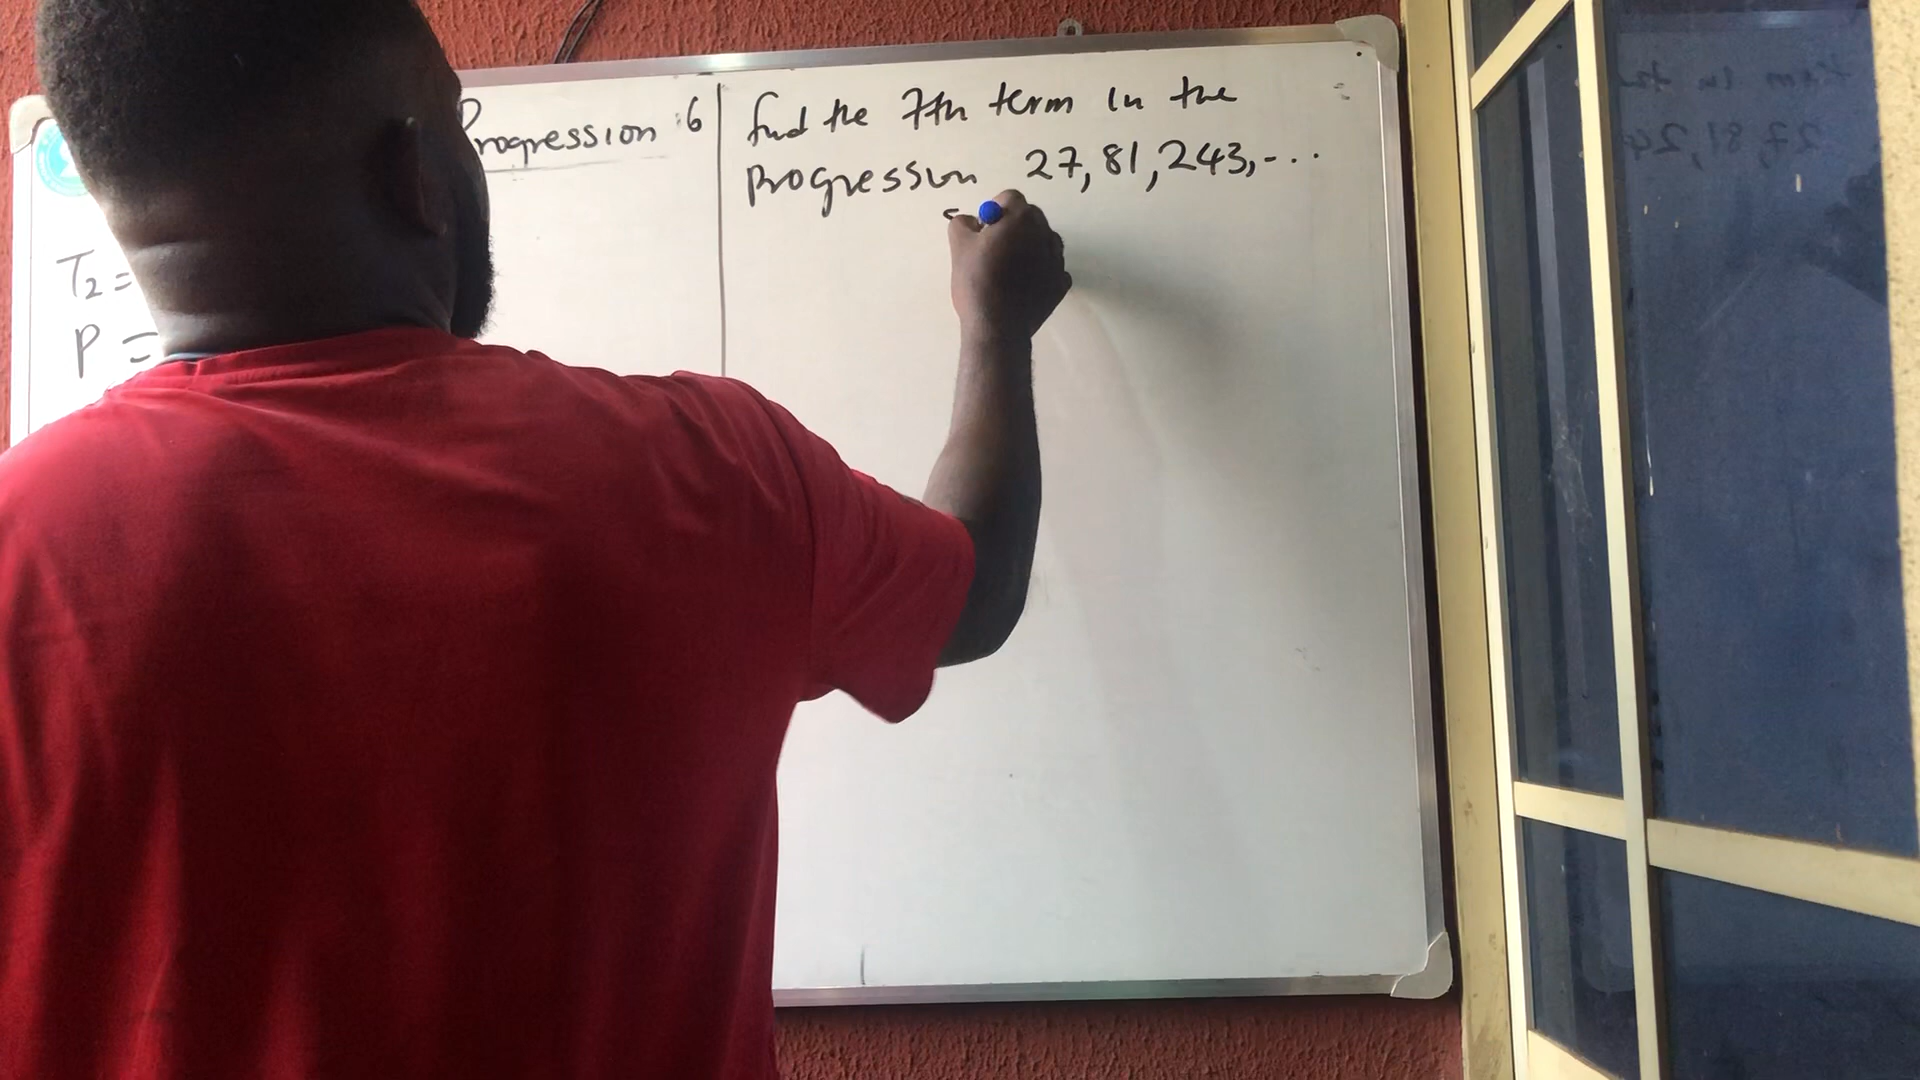 Progression :6
T2 =
P =
find the 7th term in the
progression 27, 81, 243, - ...